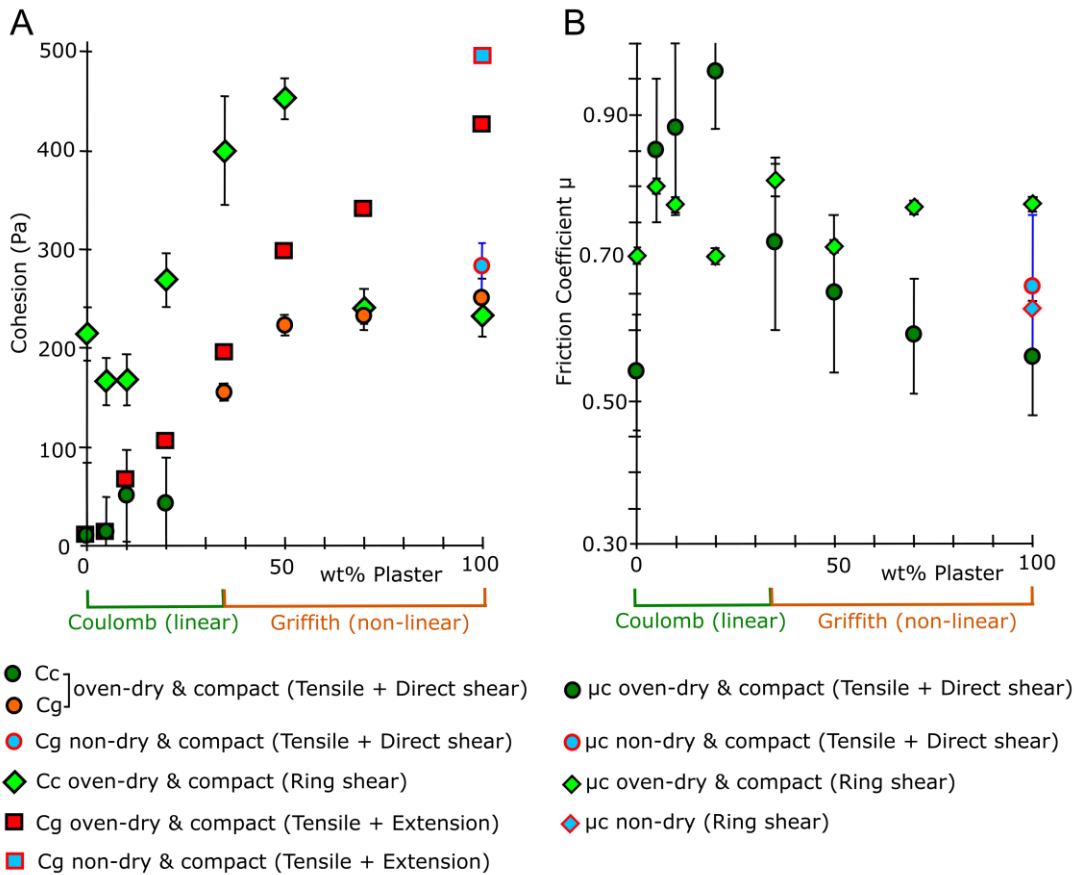 A
500
400
300
200
100
0
Cohesion (Pa)
0
50
100
wt% Plaster
Coulomb (linear)
Griffith (non-linear)
B
0.90
0.70
0.50
0.30
Friction Coefficient μ
0
50
100
wt% Plaster
Coulomb (linear)
Griffith (non-linear)
Cc
Cg
oven-dry & compact (Tensile + Direct shear)
Cg non-dry & compact (Tensile + Direct shear)
Cc oven-dry & compact (Ring shear)
Cg oven-dry & compact (Tensile + Extension)
Cg non-dry & compact (Tensile + Extension)
μc oven-dry & compact (Tensile + Direct shear)
μc non-dry & compact (Tensile + Direct shear)
μc oven-dry & compact (Ring shear)
μc non-dry (Ring shear)